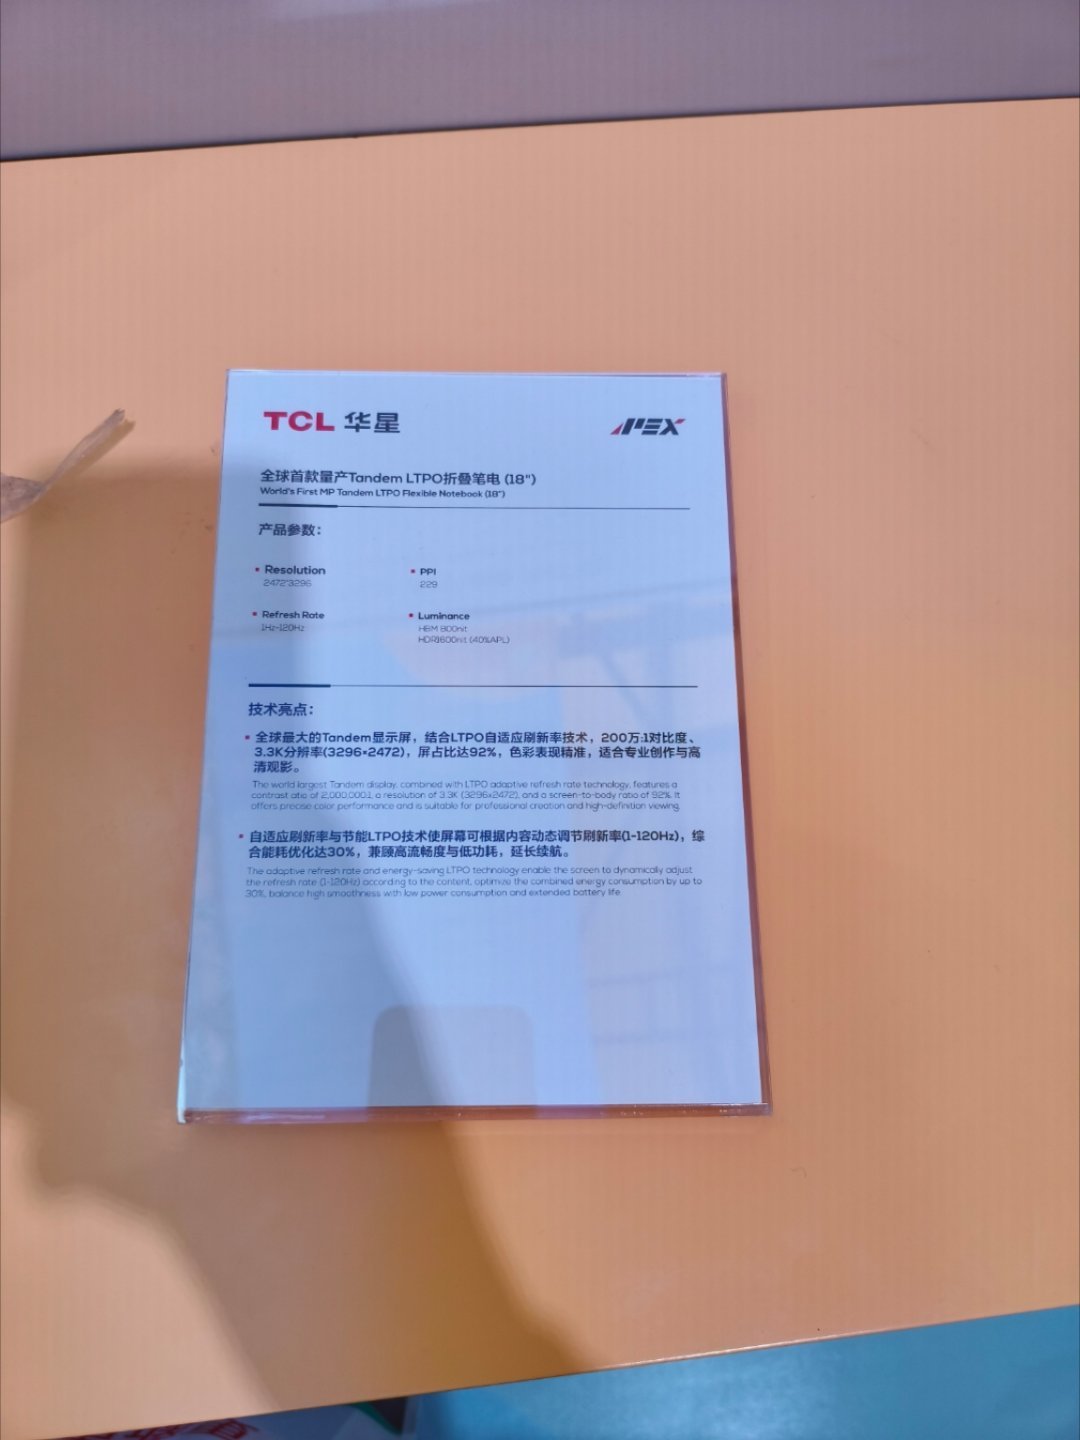 TCL 华星
APEX
全球首款量产Tandem LTPO折叠笔电 (18")
World's First MP Tandem LTPO Flexible Notebook (18")
产品参数：
Resolution
2472*3296
PPI
229
Refresh Rate
1Hz-120Hz
Luminance
HBM 800nit
HDR1600nit (40%APL)
技术亮点：
全球最大的Tandem显示屏，结合LTPO自适应刷新率技术，200万:1对比度、
3.3K分辨率(3296×2472)，屏占比达92%，色彩表现精准，适合专业创作与高
清观影。
The world largest Tandem display, combined with LTPO adaptive refresh rate technology, features a
contrast atio of 2,000,000:1, a resolution of 3.3K (3296x2472), and a screen-to-body ratio of 92%. It
offers precise color performance and is suitable for professional creation and high-definition viewing.
自适应刷新率与节能LTPO技术使屏幕可根据内容动态调节刷新率(1-120Hz)，综
合能耗优化达30%，兼顾高流畅度与低功耗，延长续航。
The adaptive refresh rate and energy-saving LTPO technology enable the screen to dynamically adjust
the refresh rate (1-120Hz) according to the content, optimize the combined energy consumption by up to
30%, balance high smoothness with low power consumption and extended battery life.